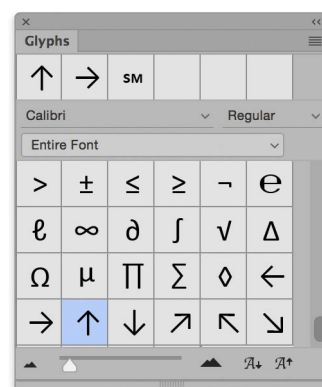 × «
Glyphs
↑ → SM
Calibri Regular
Entire Font
> ± ≤ ≥ ¬ ℮
ℓ ∞ ∂ ∫ √ ∆
Ω µ ∏ ∑ ◊ ←
→ ↑ ↓ ↗ ↖ ↘
A↓ A↑